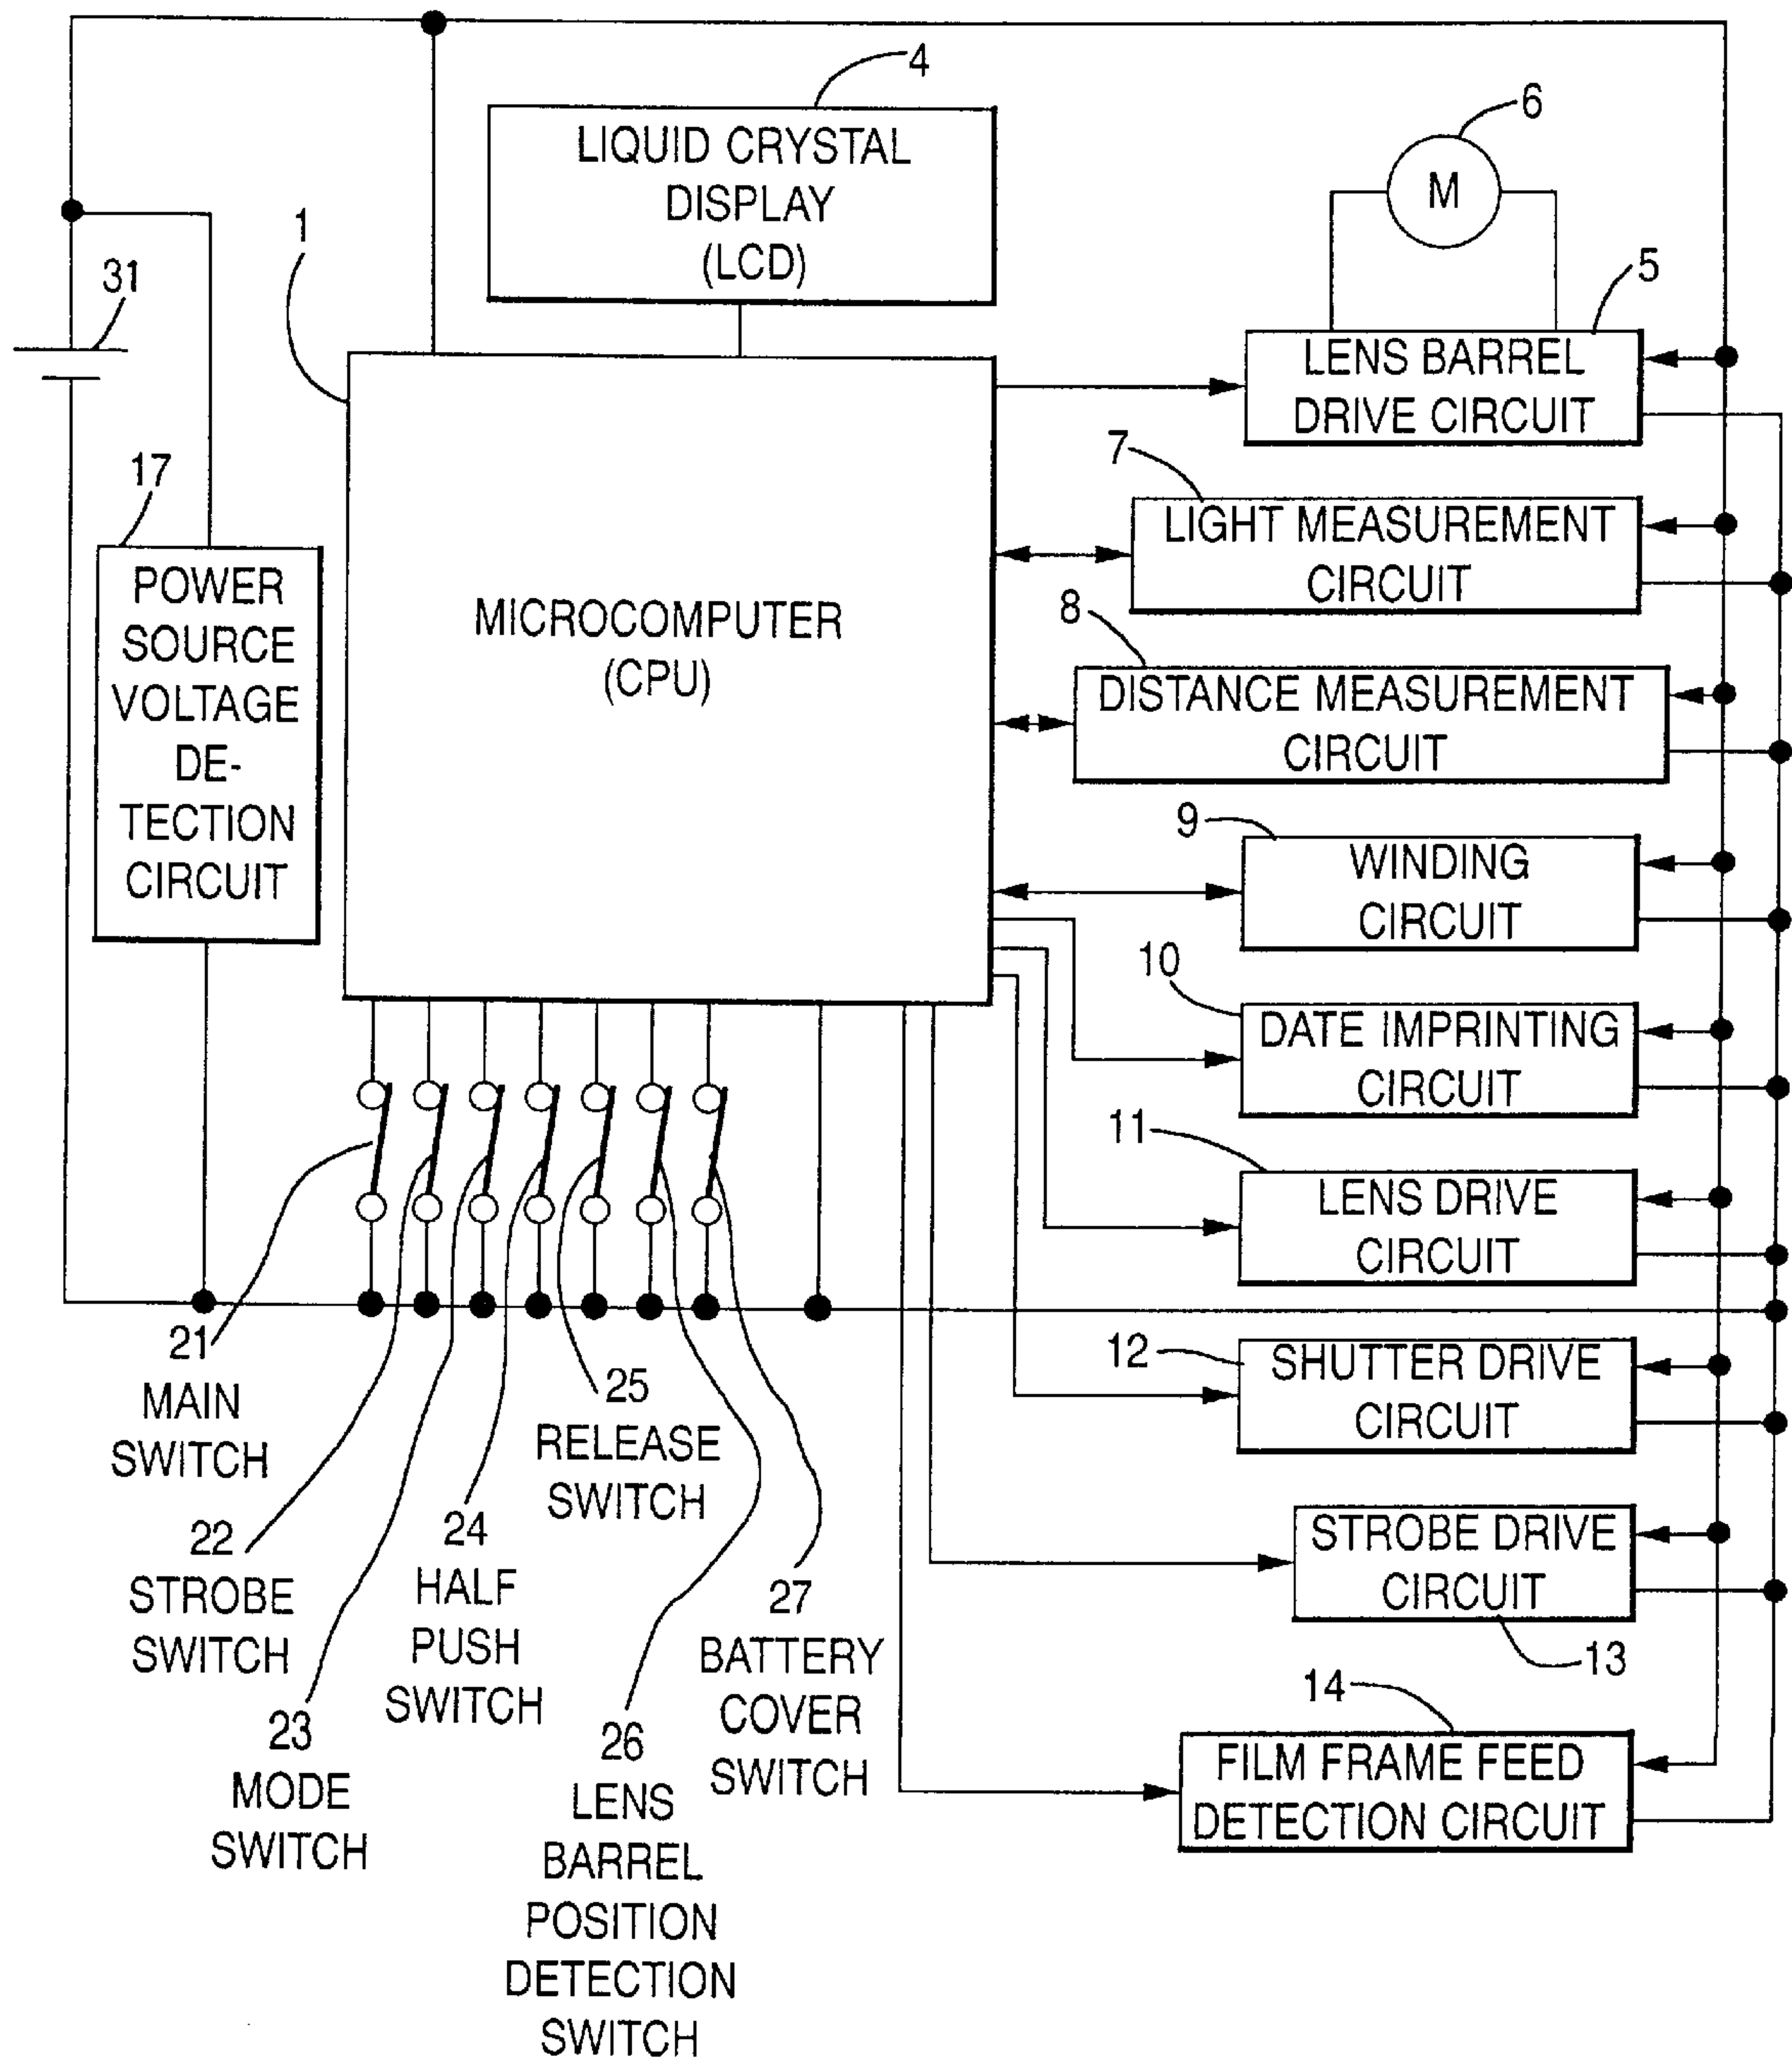 4
LIQUID CRYSTAL
DISPLAY
(LCD)
6
M
1
31
5
LENS BARREL
DRIVE CIRCUIT
17
POWER
SOURCE
VOLTAGE
DE-
TECTION
CIRCUIT
MICROCOMPUTER
(CPU)
7
LIGHT MEASUREMENT
CIRCUIT
8
DISTANCE MEASUREMENT
CIRCUIT
9
WINDING
CIRCUIT
10
DATE IMPRINTING
CIRCUIT
11
LENS DRIVE
CIRCUIT
12
SHUTTER DRIVE
CIRCUIT
STROBE DRIVE
CIRCUIT
13
14
FILM FRAME FEED
DETECTION CIRCUIT
21
MAIN
SWITCH
22
STROBE
SWITCH
23
MODE
SWITCH
24
HALF
PUSH
SWITCH
25
RELEASE
SWITCH
26
LENS
BARREL
POSITION
DETECTION
SWITCH
27
BATTERY
COVER
SWITCH